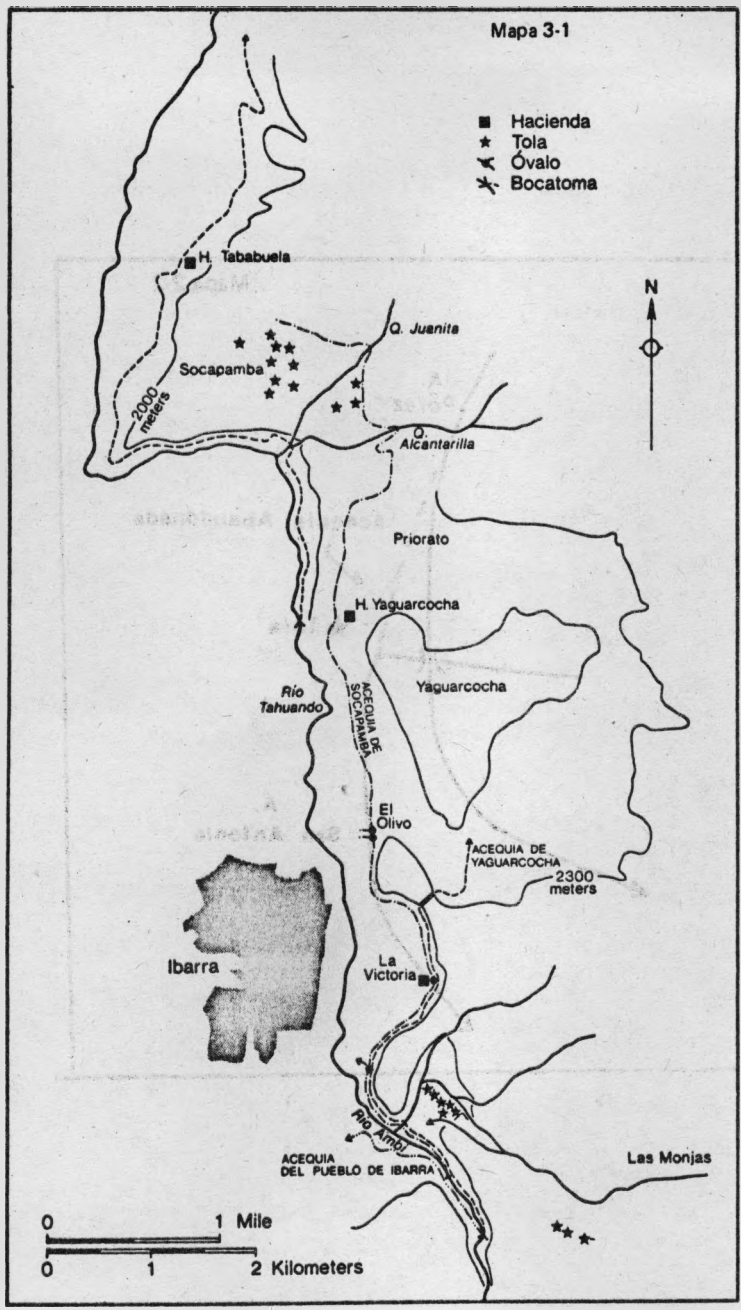 Mapa 3-1
Hacienda
Tola
Óvalo
Bocatoma
N
H. Tababuela
Q. Juanita
Socapamba
2000
meters
Q.
Alcantarilla
Priorato
H. Yaguarcocha
Yaguarcocha
Río
Tahuando
ACEQUIA DE
SOCAPAMBA
El
Olivo
ACEQUIA DE
YAGUARCOCHA
2300
meters
Ibarra
La
Victoria
Río Ambi
ACEQUIA
DEL PUEBLO DE IBARRA
Las Monjas
0 1 Mile
0 1 2 Kilometers